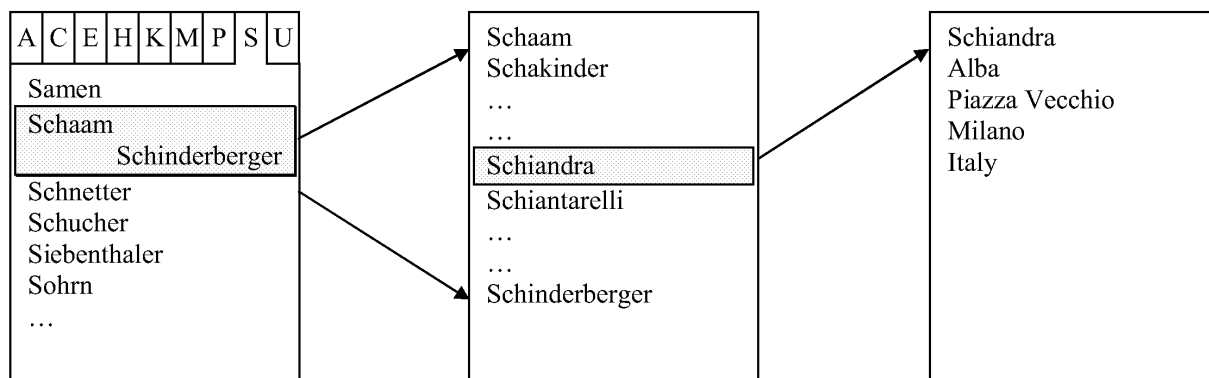 A C E H K M P S U
Samen
Schaam
Schinderberger
Schnetter
Schucher
Siebenthaler
Sohrn
…
Schaam
Schakinder
…
…
Schiandra
Schiantarelli
…
…
Schinderberger
Schiandra
Alba
Piazza Vecchio
Milano
Italy